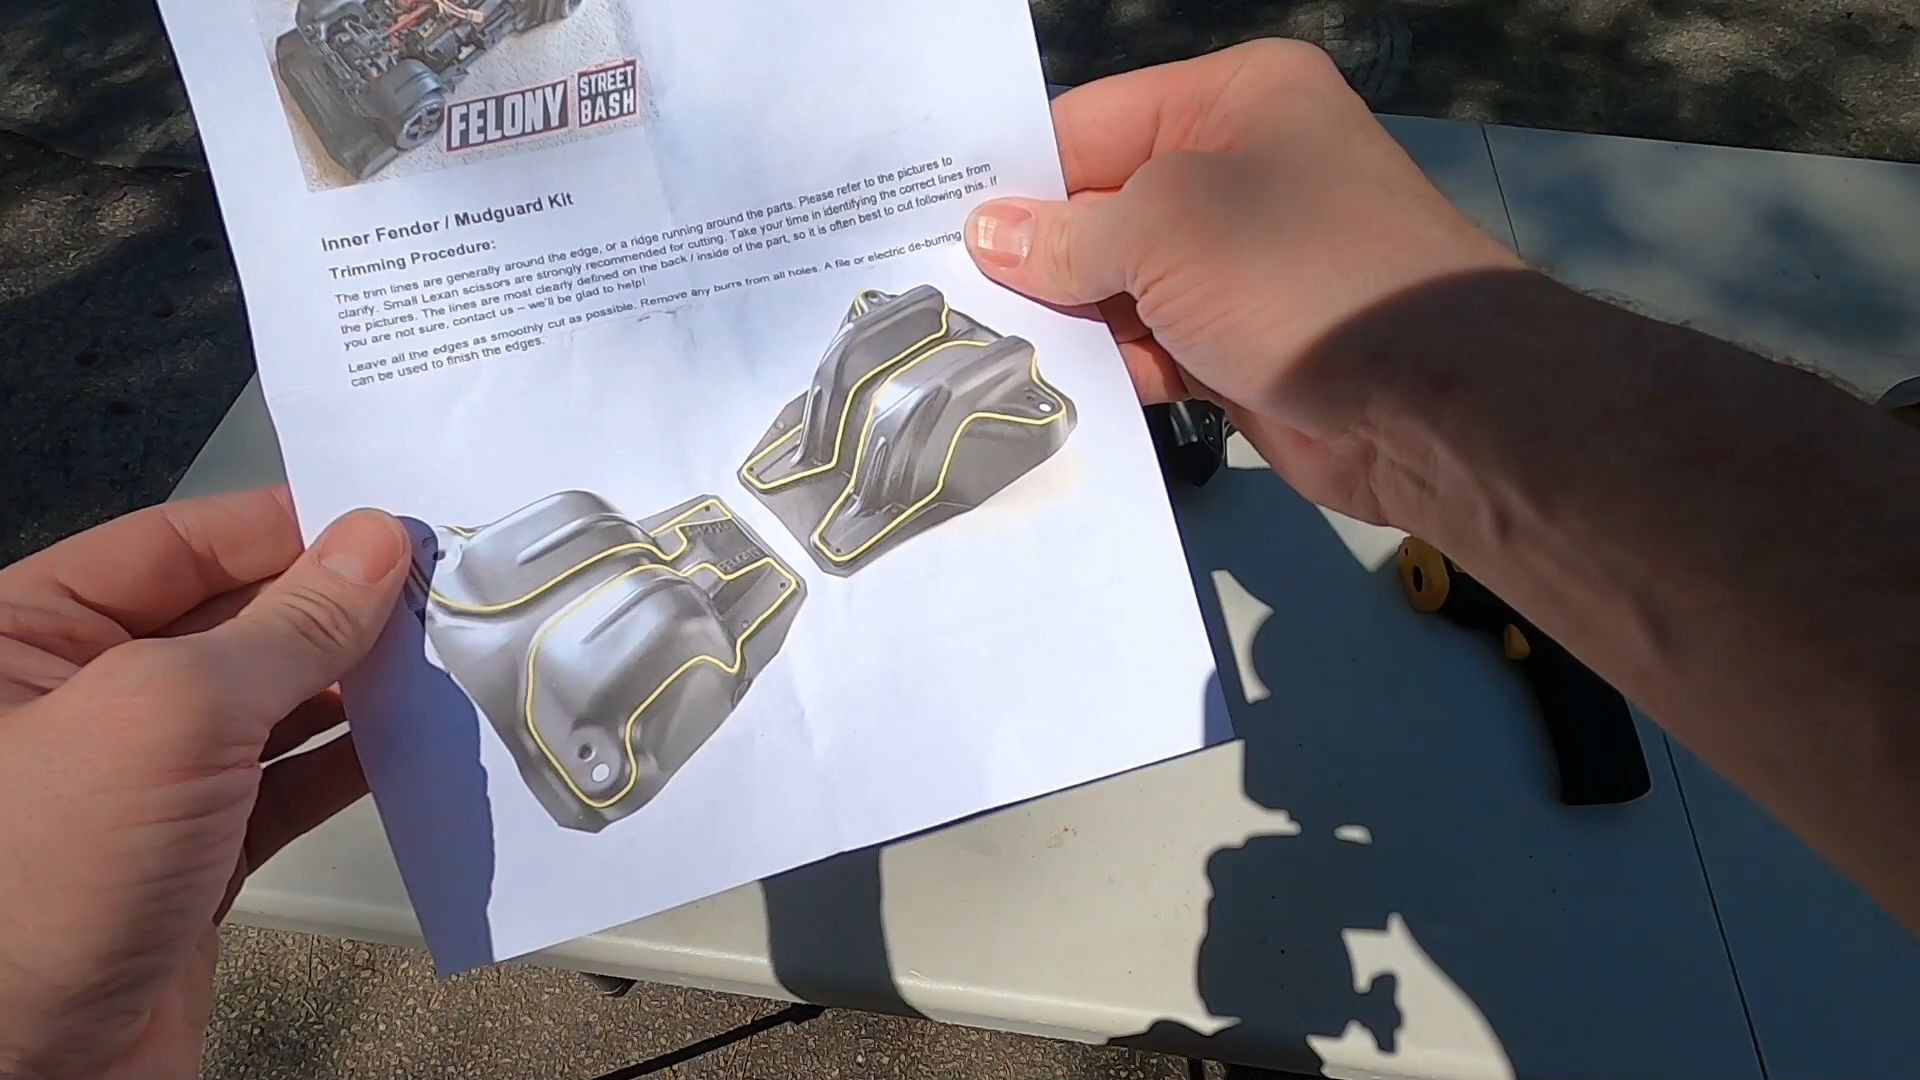 FELONY
STREET
BASH
Inner Fender / Mudguard Kit
Trimming Procedure:
The trim lines are generally around the edge, or a ridge running around the parts. Please refer to the pictures to
clarify. Small Lexan scissors are strongly recommended for cutting. Take your time in identifying the correct lines from
the pictures. The lines are most clearly defined on the back / inside of the part, so it is often best to cut following this. If
you are not sure, contact us – we'll be glad to help!
Leave all the edges as smoothly cut as possible. Remove any burrs from all holes. A file or electric de-burring
can be used to finish the edges.